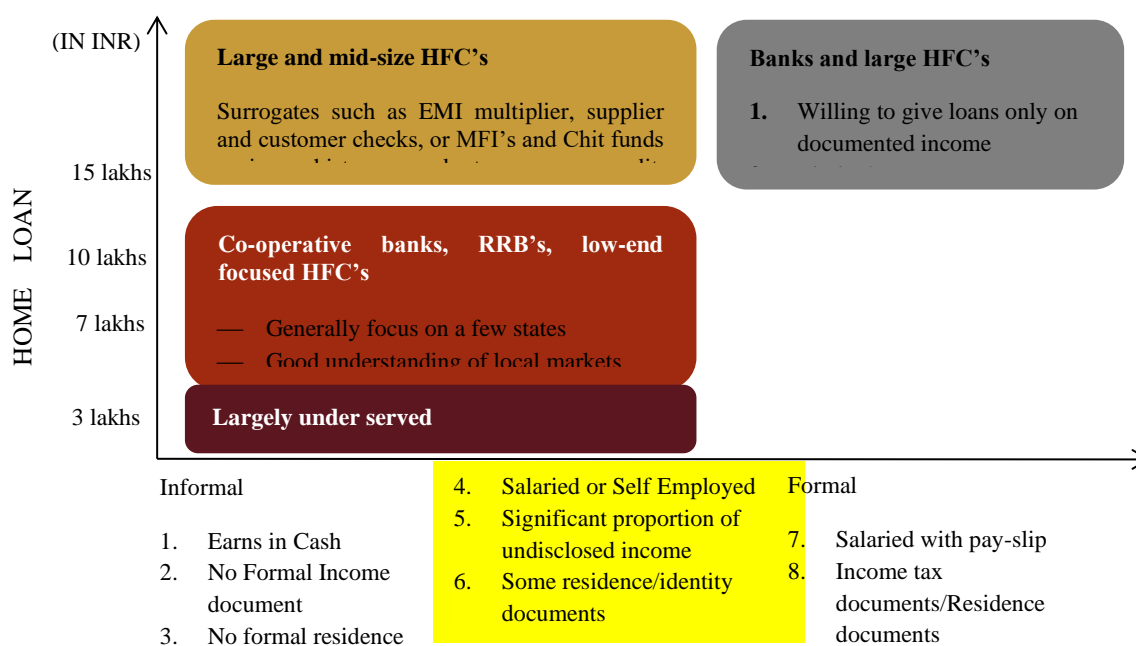 (IN INR)
HOME LOAN
15 lakhs
10 lakhs
7 lakhs
3 lakhs
Large and mid-size HFC’s
Surrogates such as EMI multiplier, supplier
and customer checks, or MFI’s and Chit funds
Banks and large HFC’s
1. Willing to give loans only on
documented income
Co-operative banks, RRB’s, low-end
focused HFC’s
— Generally focus on a few states
— Good understanding of local markets
Largely under served
Informal
1. Earns in Cash
2. No Formal Income
document
3. No formal residence
4. Salaried or Self Employed
5. Significant proportion of
undisclosed income
6. Some residence/identity
documents
Formal
7. Salaried with pay-slip
8. Income tax
documents/Residence
documents